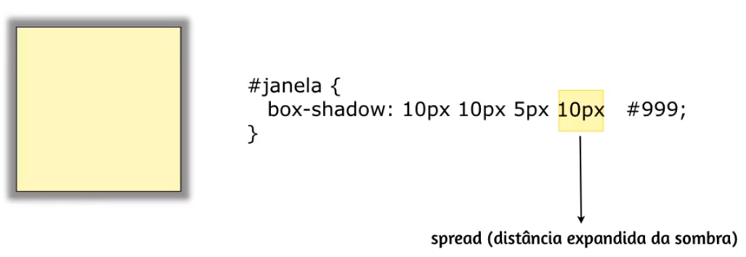 #janela {
box-shadow: 10px 10px 5px 10px #999;
}
spread (distância expandida da sombra)